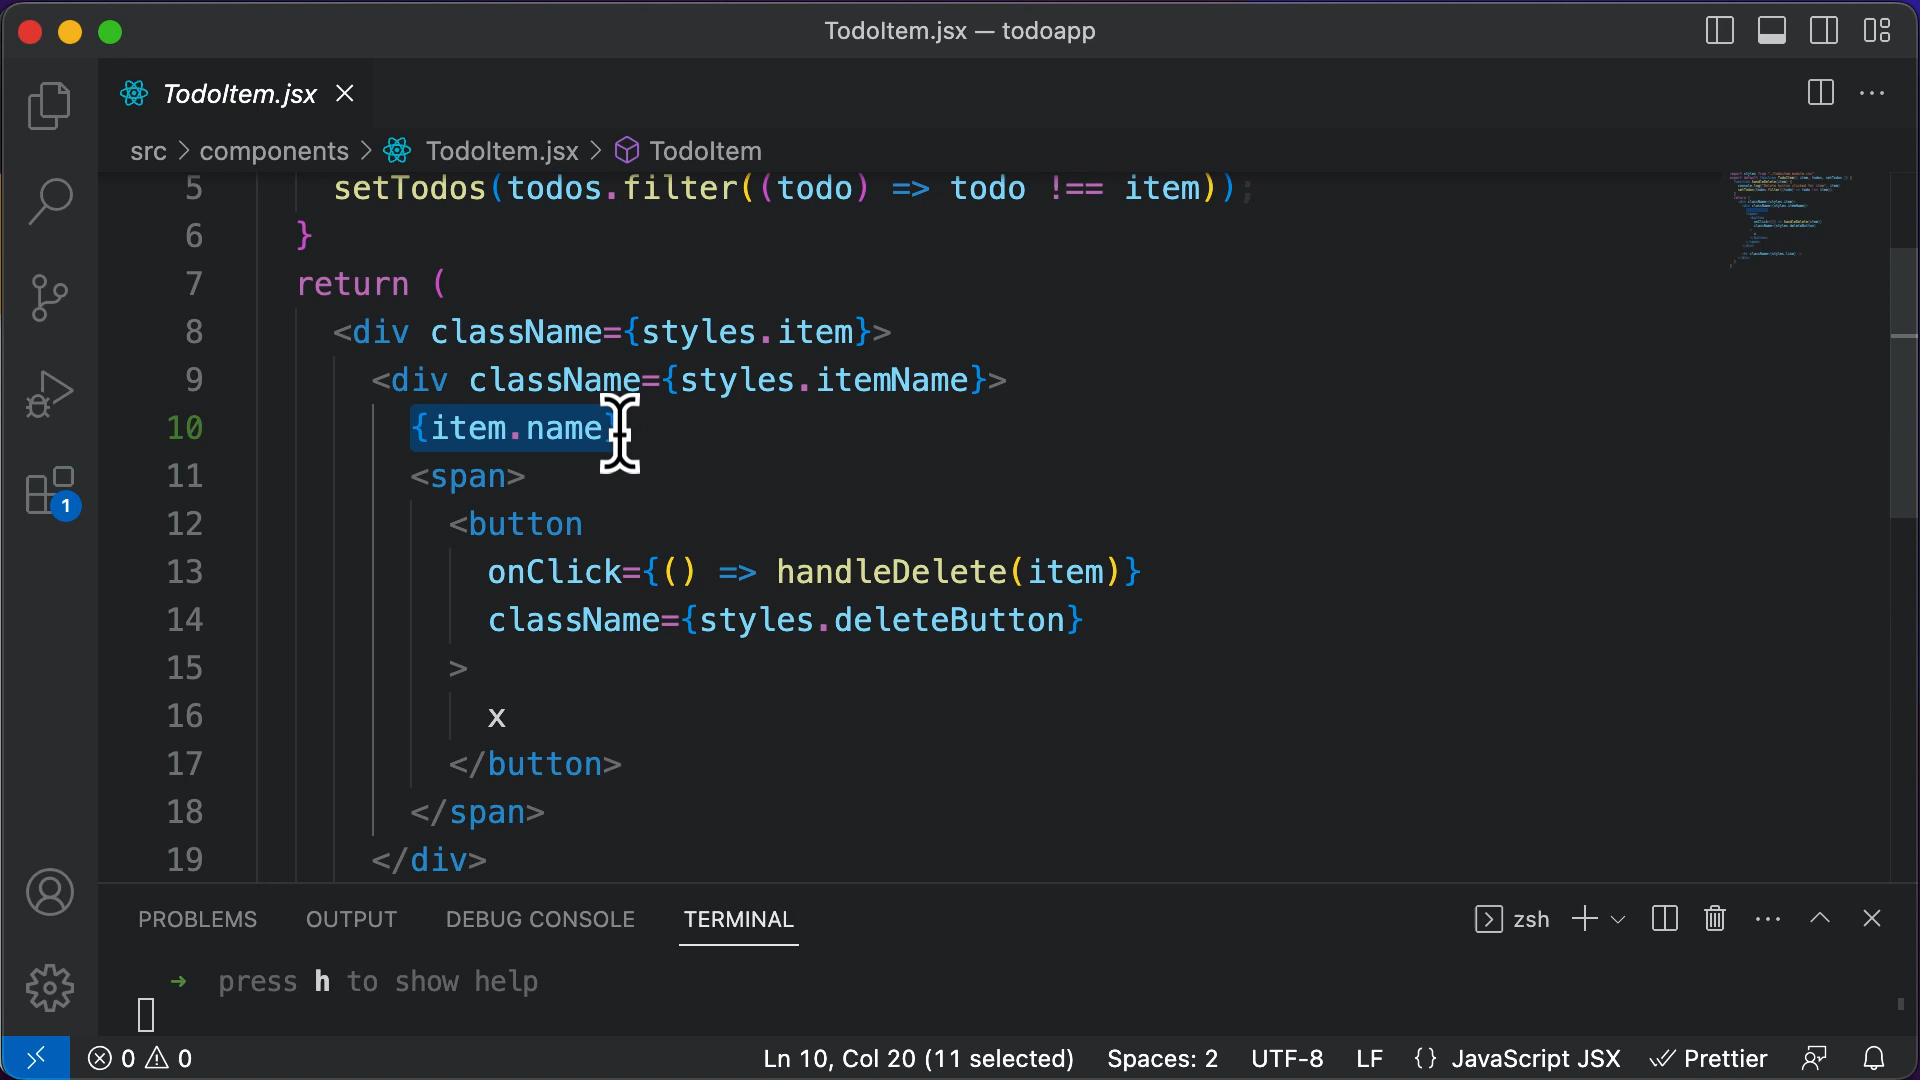 TodoItem.jsx — todoapp
TodoItem.jsx
src > components > TodoItem.jsx > TodoItem
5 setTodos(todos.filter((todo) => todo !== item));
6 }
7 return (
8 <div className={styles.item}>
9 <div className={styles.itemName}>
10 {item.name}
11 <span>
12 <button
13 onClick={() => handleDelete(item)}
14 className={styles.deleteButton}
15 >
16 x
17 </button>
18 </span>
19 </div>
1
PROBLEMS OUTPUT DEBUG CONSOLE TERMINAL zsh
➜ press h to show help
0 0 Ln 10, Col 20 (11 selected) Spaces: 2 UTF-8 LF {} JavaScript JSX Prettier